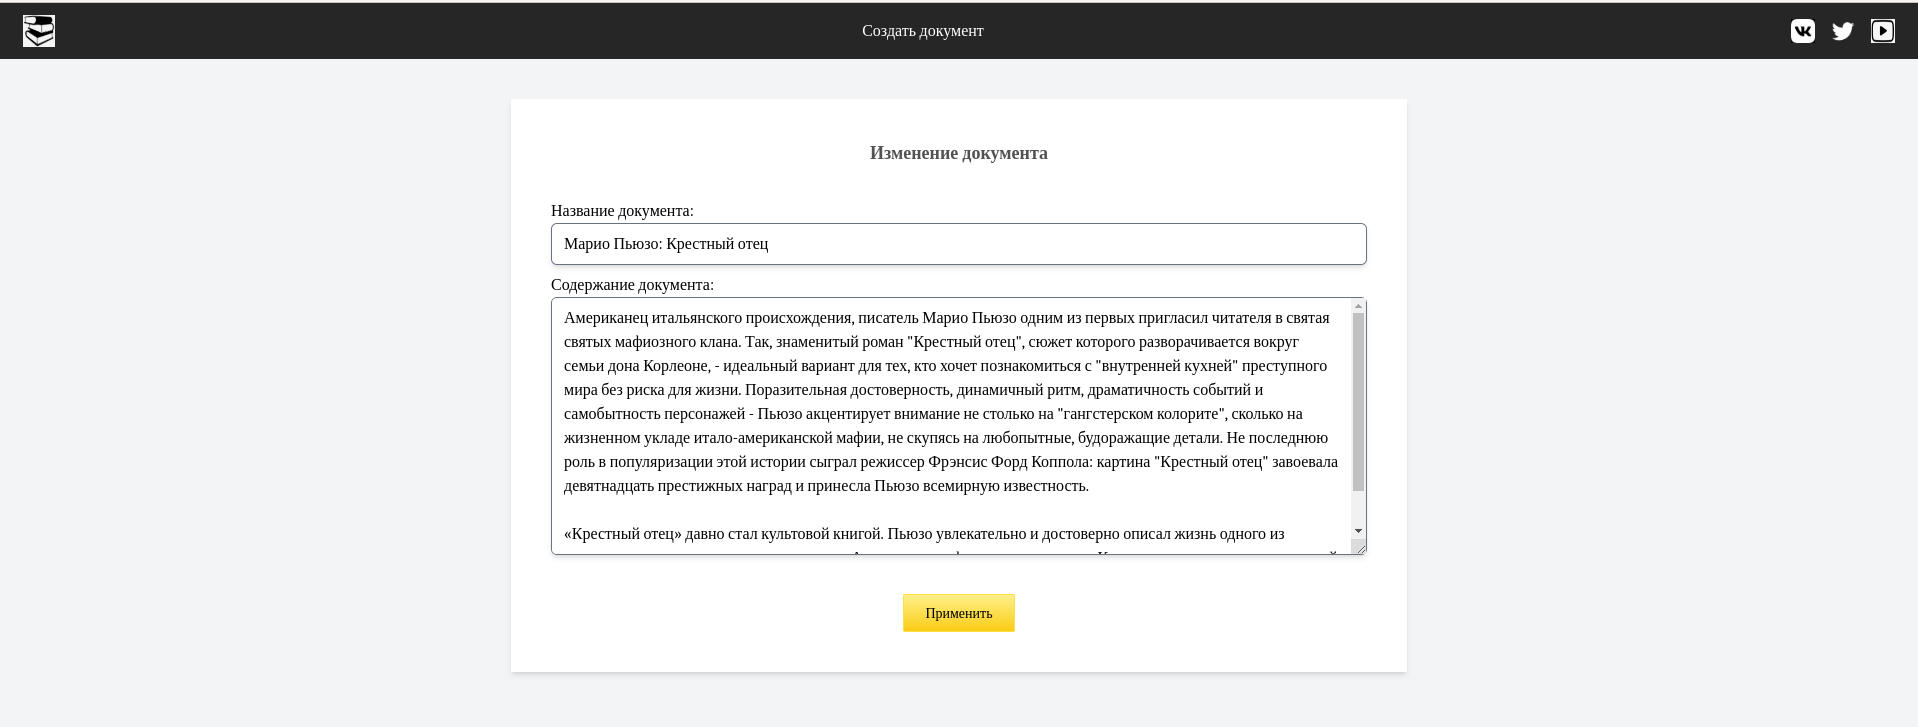 Создать документ
Изменение документа
Название документа:
Марио Пьюзо: Крестный отец
Содержание документа:
Американец итальянского происхождения, писатель Марио Пьюзо одним из первых пригласил читателя в святая
святых мафиозного клана. Так, знаменитый роман "Крестный отец", сюжет которого разворачивается вокруг
семьи дона Корлеоне, - идеальный вариант для тех, кто хочет познакомиться с "внутренней кухней" преступного
мира без риска для жизни. Поразительная достоверность, динамичный ритм, драматичность событий и
самобытность персонажей - Пьюзо акцентирует внимание не столько на "гангстерском колорите", сколько на
жизненном укладе итало-американской мафии, не скупясь на любопытные, будоражащие детали. Не последнюю
роль в популяризации этой истории сыграл режиссер Фрэнсис Форд Коппола: картина "Крестный отец" завоевала
девятнадцать престижных наград и принесла Пьюзо всемирную известность.
«Крестный отец» давно стал культовой книгой. Пьюзо увлекательно и достоверно описал жизнь одного из
Применить